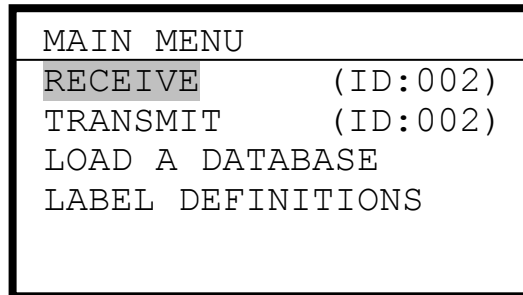 MAIN MENU
RECEIVE (ID:002)
TRANSMIT (ID:002)
LOAD A DATABASE
LABEL DEFINITIONS